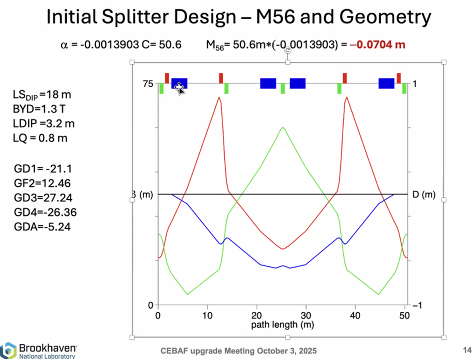 Initial Splitter Design – M56 and Geometry
α = -0.0013903 C= 50.6 M₅₆= 50.6m*(-0.0013903) = −0.0704 m
LS_DIP=18 m
BYD=1.3 T
LDIP=3.2 m
LQ = 0.8 m
GD1= -21.1
GF2=12.46
GD3=27.24
GD4=-26.36
GDA=-5.24
75
1
(m)
D (m)
0
−1
0 10 20 30 40 50
path length (m)
Brookhaven
National Laboratory
CEBAF upgrade Meeting October 3, 2025
14